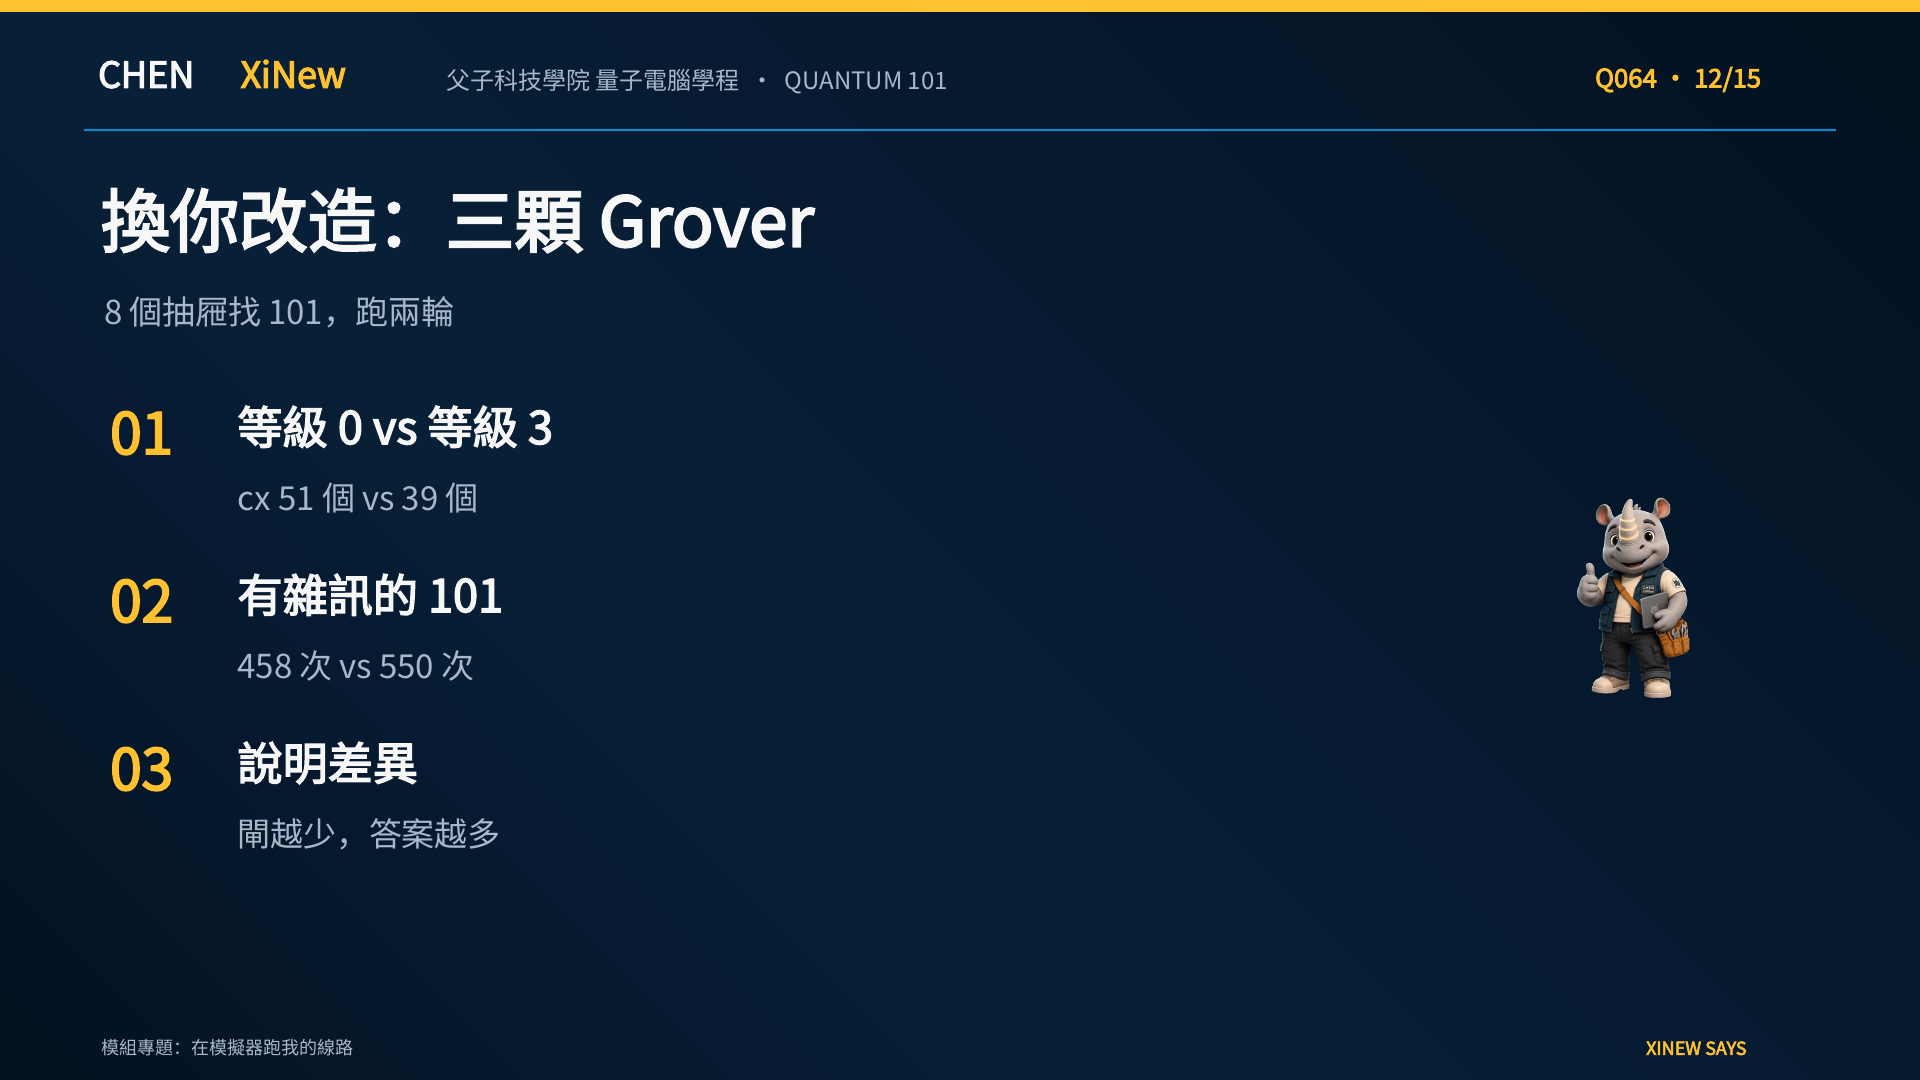 CHEN XiNew 父子科技學院 量子電腦學程 · QUANTUM 101 Q064 · 12/15
換你改造：三顆 Grover
8 個抽屜找 101，跑兩輪
01 等級 0 vs 等級 3
cx 51 個 vs 39 個
02 有雜訊的 101
458 次 vs 550 次
03 說明差異
閘越少，答案越多
模組專題：在模擬器跑我的線路 XINEW SAYS